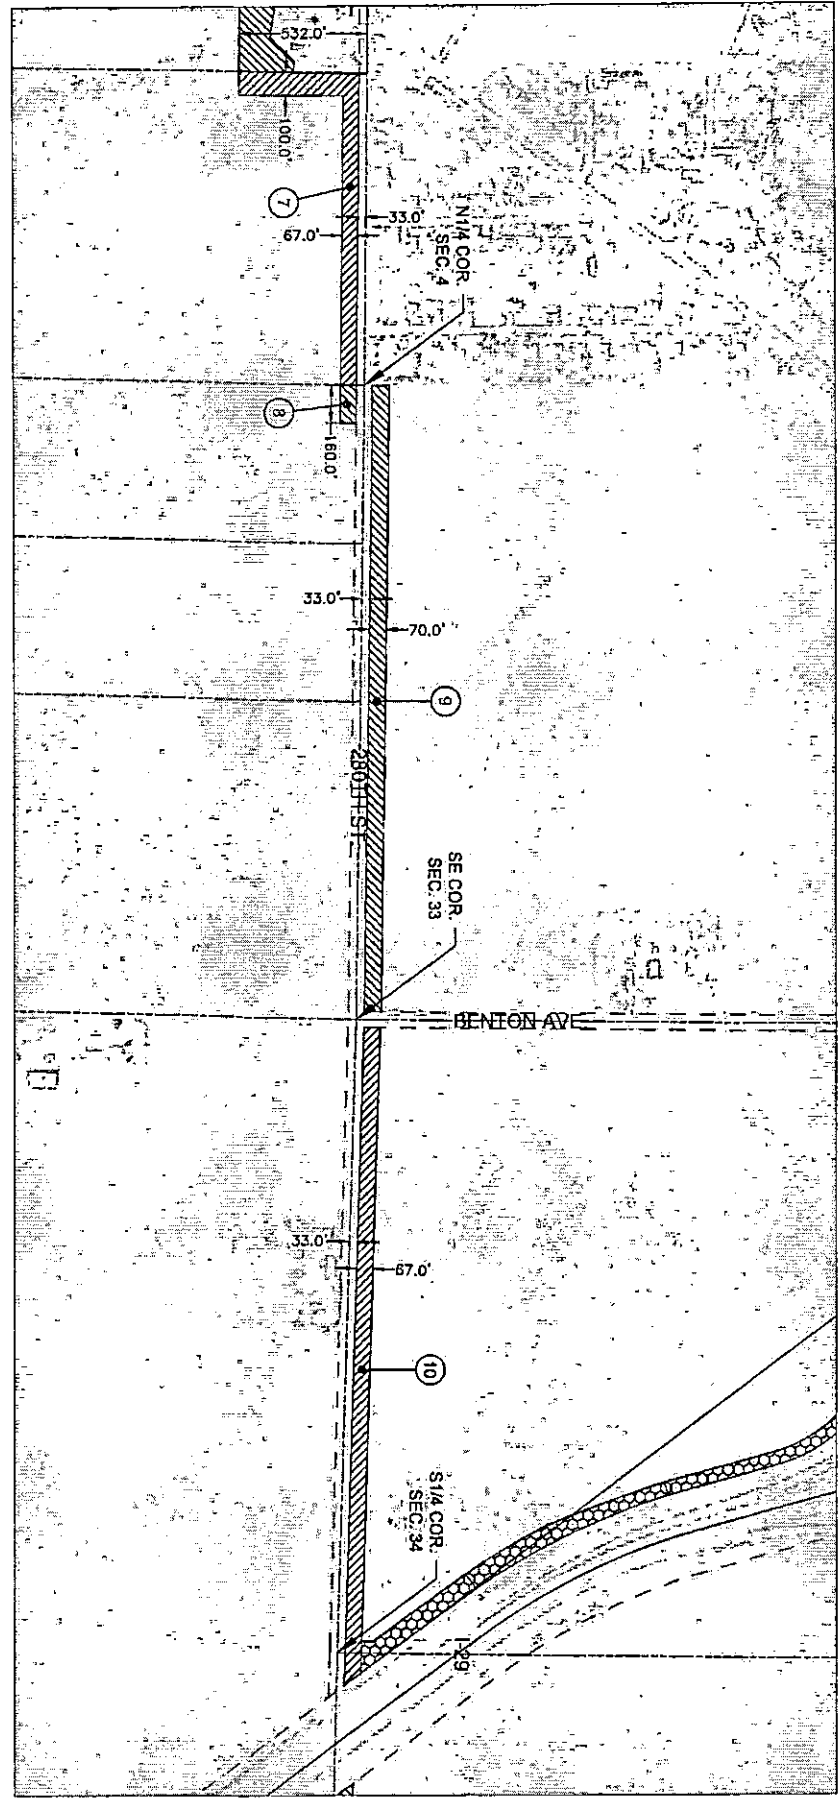 532.0'
100.0'
7
33.0'
67.0'
N1/4 COR.
SEC. 4
8
160.0'
33.0'
70.0'
9
280TH ST
SE COR.
SEC. 33
BENTON AVE
33.0'
67.0'
10
S1/4 COR.
SEC. 34
I-29